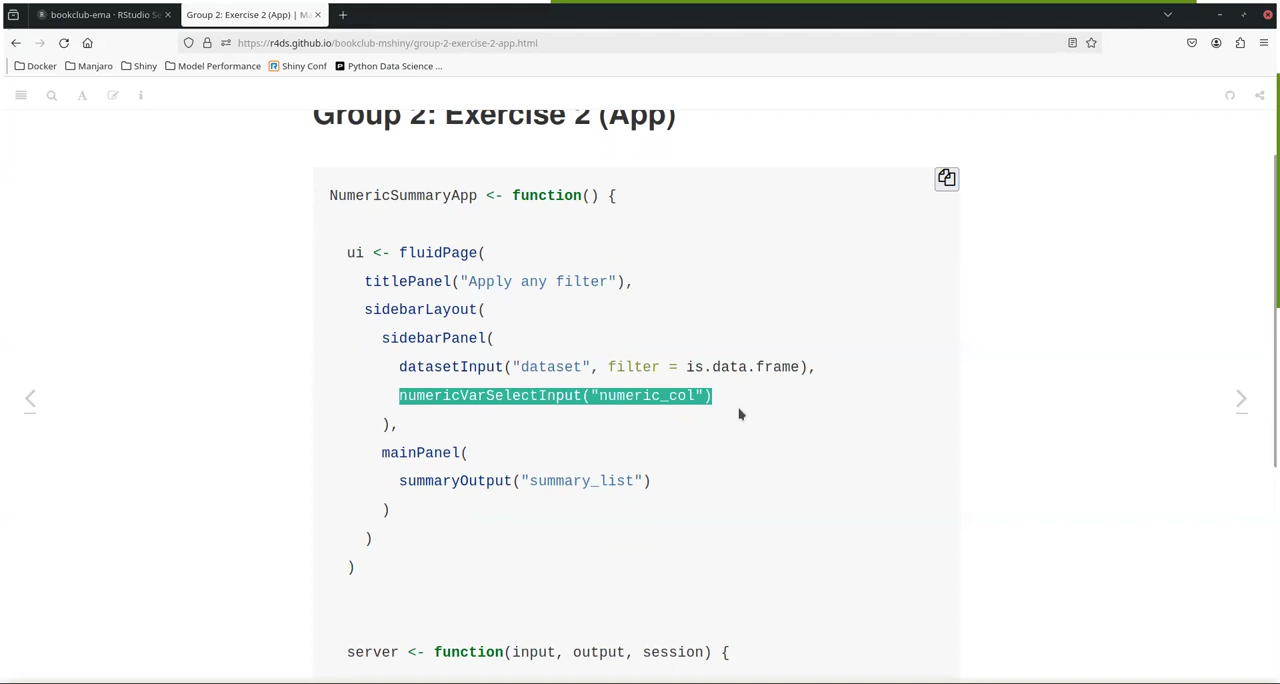 bookclub-ema · RStudio Se
Group 2: Exercise 2 (App) | Ma
https://r4ds.github.io/bookclub-mshiny/group-2-exercise-2-app.html
Docker Manjaro Shiny Model Performance Shiny Conf Python Data Science ...
Group 2: Exercise 2 (App)
NumericSummaryApp <- function() {
ui <- fluidPage(
titlePanel("Apply any filter"),
sidebarLayout(
sidebarPanel(
datasetInput("dataset", filter = is.data.frame),
numericVarSelectInput("numeric_col")
),
mainPanel(
summaryOutput("summary_list")
)
)
)
server <- function(input, output, session) {